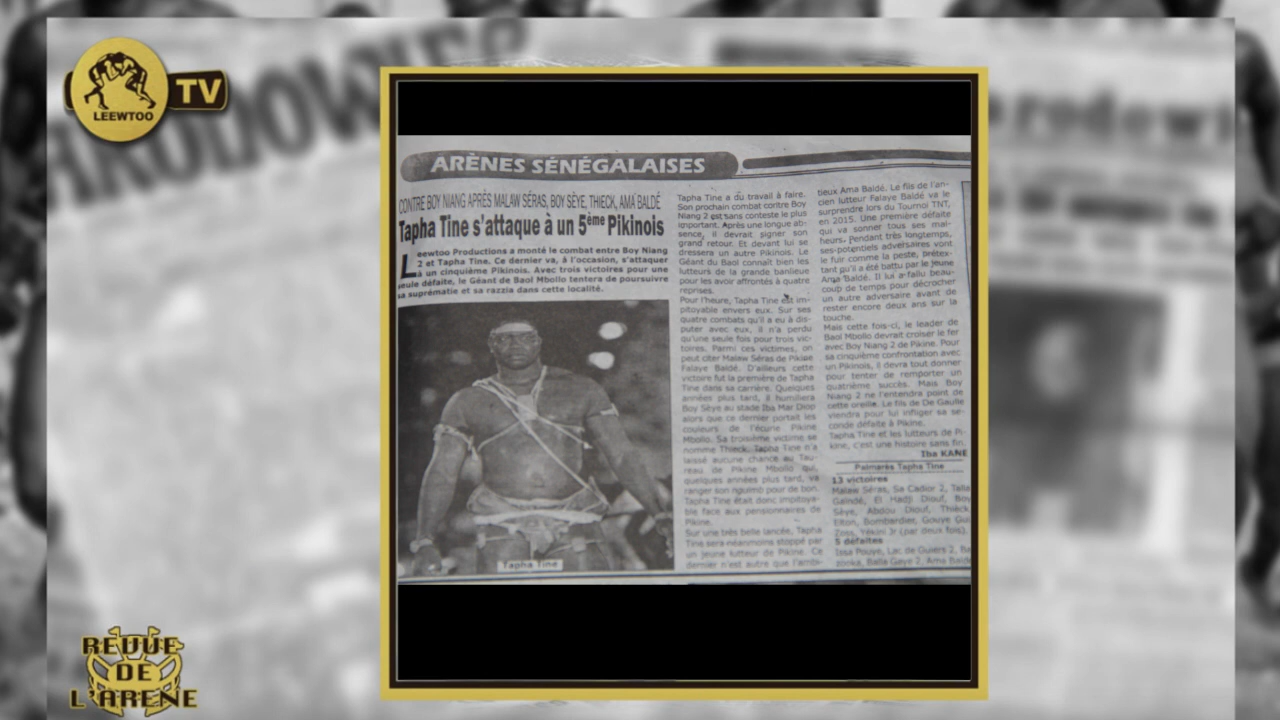 LEEWTOO
TV
ARÈNES SÉNÉGALAISES
CONTRE BOY NIANG APRÈS MALAW SÉRAS, BOY SÈYE, THIECK, AMA BALDÉ
Tapha Tine s'attaque à un 5ème Pikinois
Leewtoo Productions a monté le combat entre Boy Niang
2 et Tapha Tine. Ce dernier va, à l'occasion, s'attaquer
à un cinquième Pikinois. Avec trois victoires pour une
seule défaite, le Géant de Baol Mbollo tentera de poursuivre
sa suprématie et sa razzia dans cette localité.
Tapha Tine
Tapha Tine a du travail à faire.
Son prochain combat contre Boy
Niang 2 est sans conteste le plus
important. Après une longue ab-
sence, il devrait signer son
grand retour. Et devant lui se
dressera un autre Pikinois. Le
Géant du Baol connaît bien les
lutteurs de la grande banlieue
pour les avoir affrontés à quatre
reprises.
Pour l'heure, Tapha Tine est im-
pitoyable envers eux. Sur ses
quatre combats qu'il a eu à dis-
puter avec eux, il n'a perdu
qu'une seule fois pour trois vic-
toires. Parmi ces victimes, on
peut citer Malaw Séras de Pikine
Falaye Baldé. D'ailleurs cette
victoire fut la première de Tapha
Tine dans sa carrière. Quelques
années plus tard, il humiliera
Boy Sèye au stade Iba Mar Diop
alors que ce dernier portait les
couleurs de l'écurie Pikine
Mbollo. Sa troisième victime se
nomme Thieck. Tapha Tine n'a
laissé aucune chance au Tau-
reau de Pikine Mbollo qui,
quelques années plus tard, va
ranger son nguimb pour de bon.
Tapha Tine était donc impitoya-
ble face aux pensionnaires de
Pikine.
Sur une très belle lancée, Tapha
Tine sera néanmoins stoppé par
un jeune lutteur de Pikine. Ce
dernier n'est autre que l'ambi-
tieux Ama Baldé. Le fils de l'an-
cien lutteur Falaye Baldé va le
surprendre lors du Tournoi TNT,
en 2015. Une première défaite
qui va sonner tous ses mal-
heurs. Pendant très longtemps,
ses potentiels adversaires vont
le fuir comme la peste, prétex-
tant qu'il a été battu par le jeune
Ama Baldé. Il lui a fallu beau-
coup de temps pour décrocher
un autre adversaire avant de
rester encore deux ans sur la
touche.
Mais cette fois-ci, le leader de
Baol Mbollo devrait croiser le fer
avec Boy Niang 2 de Pikine. Pour
sa cinquième confrontation avec
un Pikinois, il devra tout donner
pour tenter de remporter un
quatrième succès. Mais Boy
Niang 2 ne l'entendra point de
cette oreille. Le fils de De Gaulle
viendra pour lui infliger sa se-
conde défaite à Pikine.
Tapha Tine et les lutteurs de Pi-
kine, c'est une histoire sans fin.
Iba KANE
Palmarès Tapha Tine
13 victoires
Malaw Séras, Sa Cadior 2, Taïla
Gaïndé, El Hadji Diouf, Boy
Sèye, Abdou Diouf, Thièck
Eiton, Bombardier, Gouye Gui
Zoss, Yékini Jr (par deux fois).
5 défaites
Issa Pouye, Lac de Guiers 2, Ba
zooka, Balla Gaye 2, Ama Baldé
REVUE
DE
L'ARENE